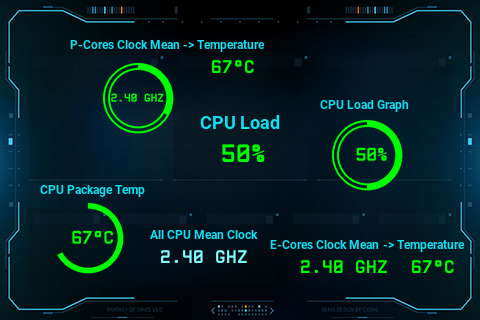 P-Cores Clock Mean -> Temperature
67°C
2.40 GHZ
CPU Load Graph
CPU Load
50%
50%
CPU Package Temp
67°C
All CPU Mean Clock
2.40 GHZ
E-Cores Clock Mean -> Temperature
2.40 GHZ 67°C